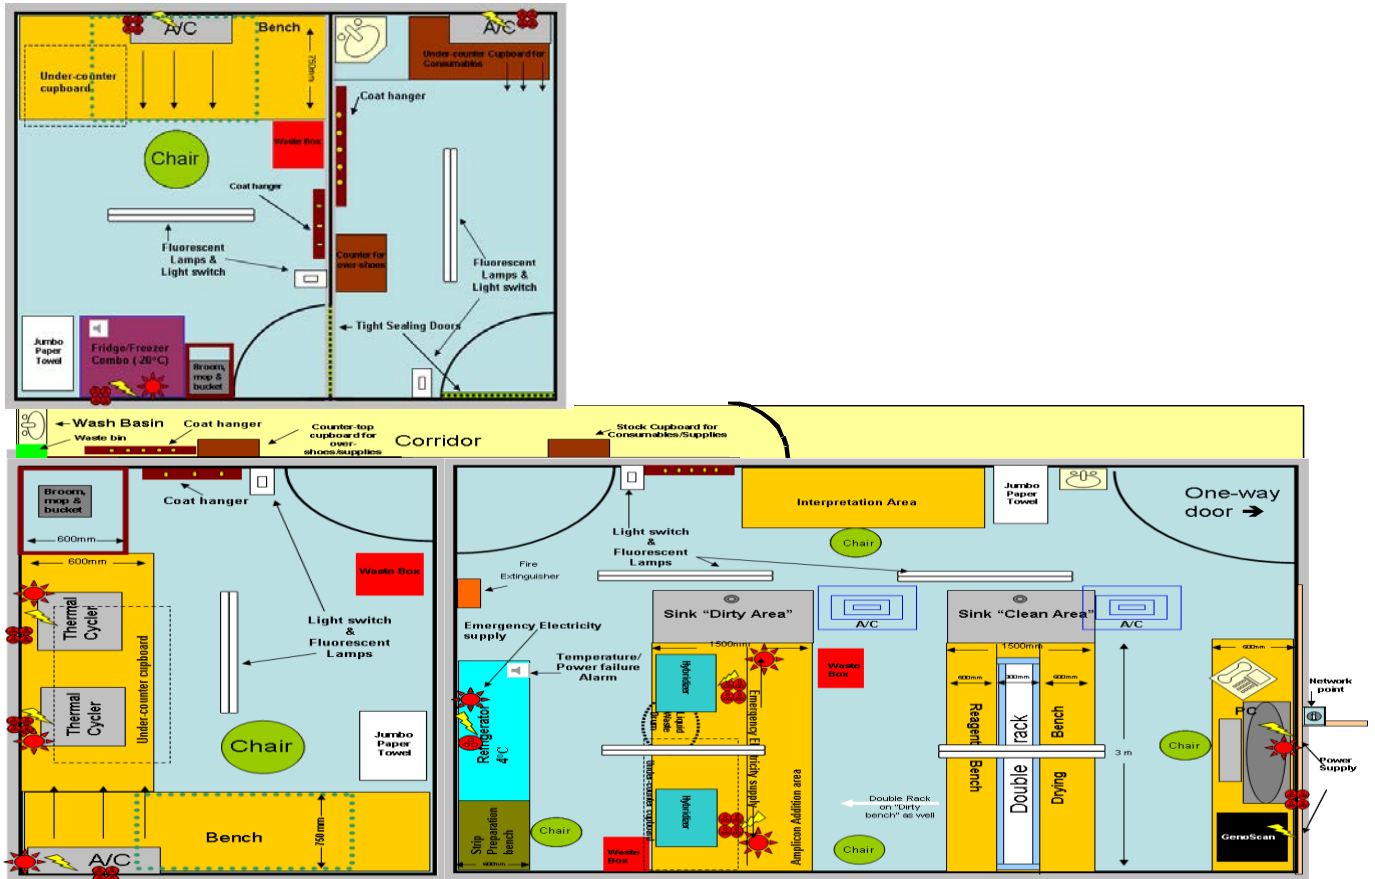 A/C
Bench
Under-counter
cupboard
750mm
Chair
Waste Box
Coat hanger
Fluorescent
Lamps &
Light switch
Jumbo
Paper
Towel
Fridge/Freezer
Combo (-20°C)
Broom,
mop &
bucket
A/C
Under-counter Cupboard for
Consumables
Coat hanger
Counter for
over-shoes
Fluorescent
Lamps &
Light switch
Tight Sealing Doors
Wash Basin
Waste bin
Coat hanger
Counter-top
cupboard for
over-
shoes/supplies
Corridor
Stock Cupboard for
Consumables/Supplies
Broom,
mop &
bucket
600mm
600mm
Coat hanger
Waste Box
Thermal
Cycler
Thermal
Cycler
Under-counter cupboard
Light switch
&
Fluorescent
Lamps
Chair
Jumbo
Paper
Towel
Bench
750mm
A/C
Light switch
&
Fluorescent
Lamps
Interpretation Area
Chair
Jumbo
Paper
Towel
One-way
door
Fire
Extinguisher
Emergency Electricity
supply
Temperature/
Power failure
Alarm
Refrigerator
4°C
Strip
Preparation
bench
600mm
Chair
Waste
Box
Sink "Dirty Area"
1500mm
Hybridizer
Liquid
Waste
Drum
Under-counter cupboard
Hybridizer
Emergency Electricity supply
Amplicon Addition area
A/C
Waste
Box
Double Rack
on "Dirty
bench" as well
Chair
Sink "Clean Area"
1500mm
600mm
300mm
600mm
Reagent
Bench
Double
rack
Drying
Bench
3 m
A/C
Chair
600mm
PC
GenoScan
Network
point
Power
Supply